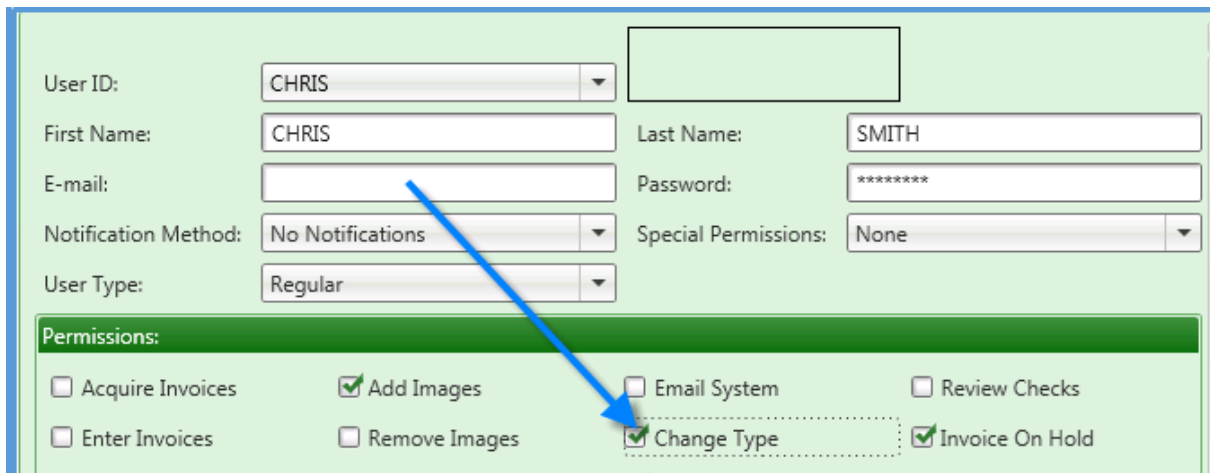 User ID: CHRIS
First Name: CHRIS Last Name: SMITH
E-mail: Password: ********
Notification Method: No Notifications Special Permissions: None
User Type: Regular
Permissions:
Acquire Invoices Add Images Email System Review Checks
Enter Invoices Remove Images Change Type Invoice On Hold